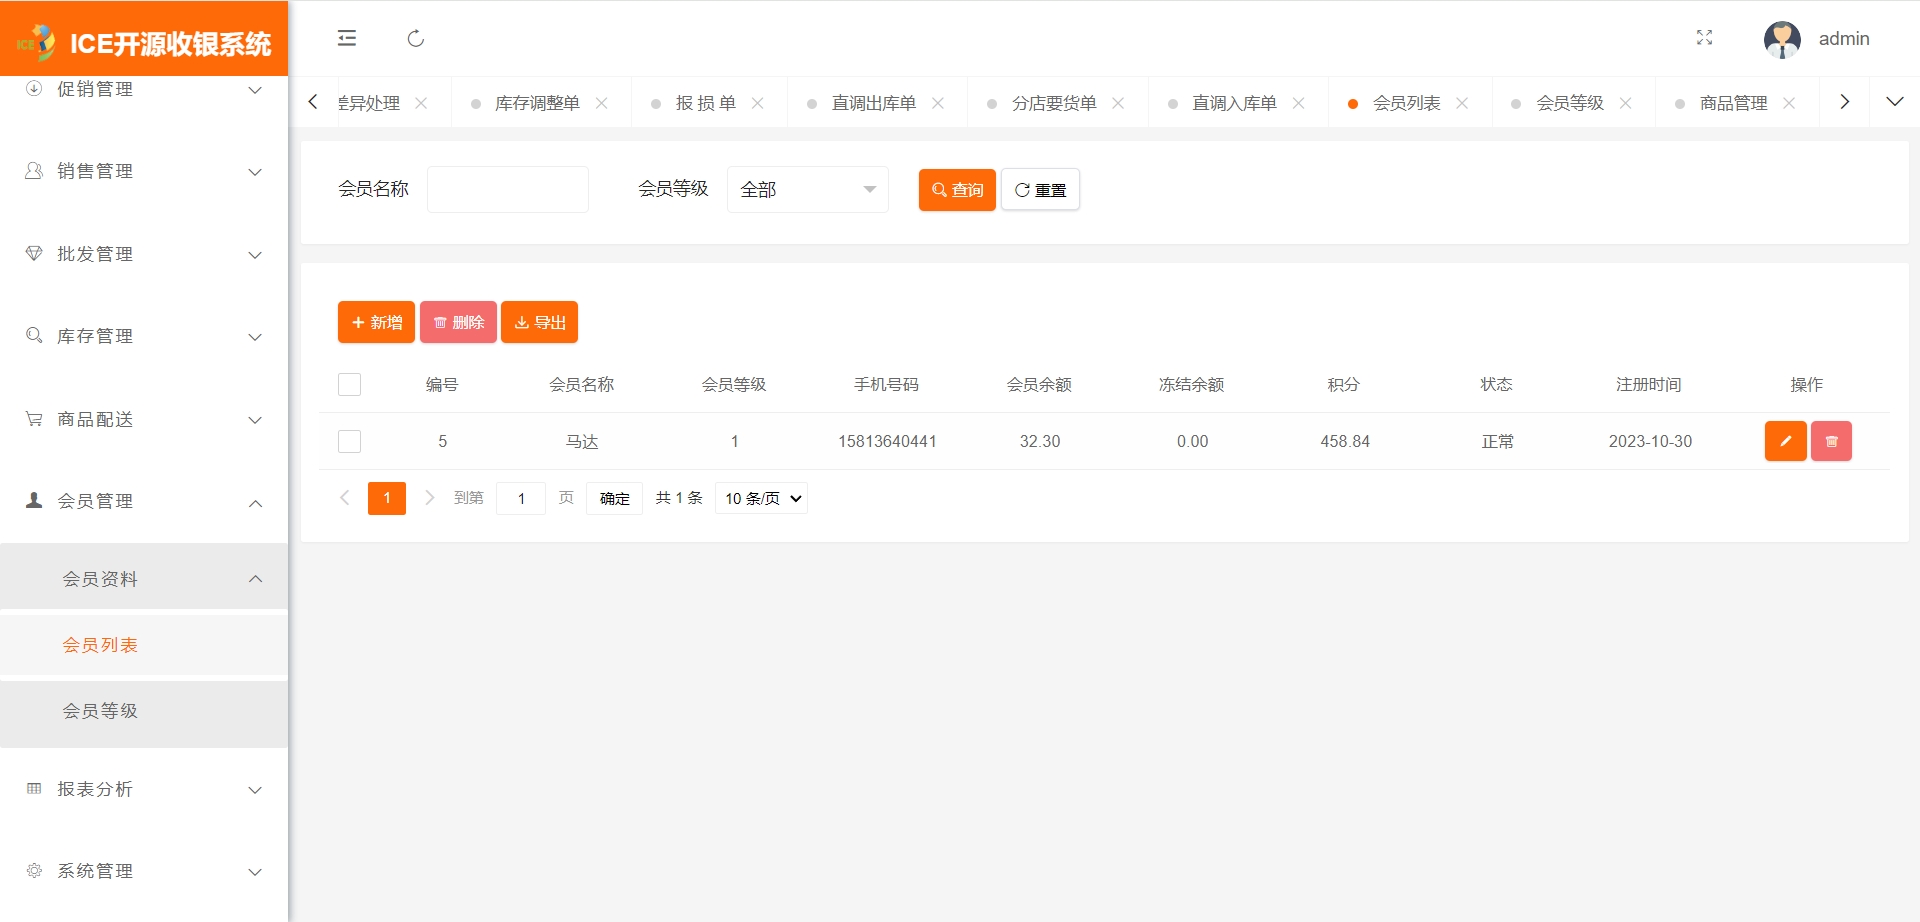 ICE开源收银系统
admin
促销管理
销售管理
批发管理
库存管理
商品配送
会员管理
会员资料
会员列表
会员等级
报表分析
系统管理
差异处理 库存调整单 报 损 单 直调出库单 分店要货单 直调入库单 会员列表 会员等级 商品管理
会员名称 会员等级 全部 查询 重置
新增 删除 导出
编号 会员名称 会员等级 手机号码 会员余额 冻结余额 积分 状态 注册时间 操作
5 马达 1 15813640441 32.30 0.00 458.84 正常 2023-10-30
1 到第 1 页 确定 共 1 条 10 条/页